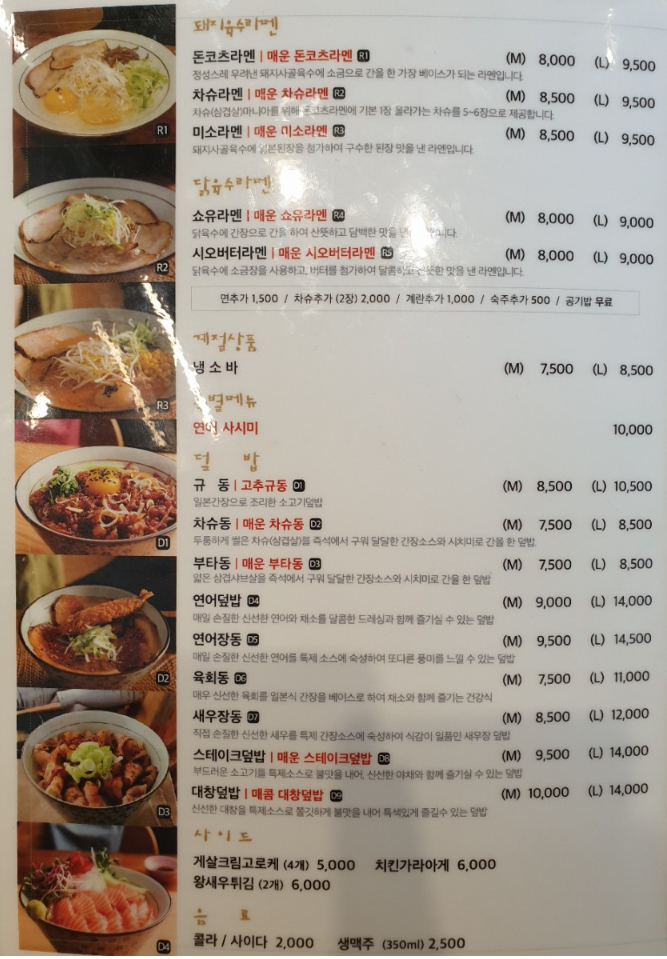 돼지육수라멘
돈코츠라멘 | 매운 돈코츠라멘 R1 (M) 8,000 (L) 9,500
정성스레 우려낸 돼지사골육수에 소금으로 간을 한 가장 베이스가 되는 라멘입니다.
차슈라멘 | 매운 차슈라멘 R2 (M) 8,500 (L) 9,500
차슈(삼겹살)마니아를 위해 돈코츠라멘에 기본 1장 올라가는 차슈를 5~6장으로 제공합니다.
R1
미소라멘 | 매운 미소라멘 R3 (M) 8,500 (L) 9,500
돼지사골육수에 일본된장을 첨가하여 구수한 된장 맛을 낸 라멘입니다.
닭육수라멘
쇼유라멘 | 매운 쇼유라멘 R4 (M) 8,000 (L) 9,000
닭육수에 간장으로 간을 하여 산뜻하고 담백한 맛을
시오버터라멘 | 매운 시오버터라멘 R5 (M) 8,000 (L) 9,000
닭육수에 소금장을 사용하고, 버터를 첨가하여 달콤하고 산뜻한 맛을 낸 라멘입니다.
R2
면추가 1,500 / 차슈추가 (2장) 2,000 / 계란추가 1,000 / 숙주추가 500 / 공기밥 무료
계절상품
냉 소 바 (M) 7,500 (L) 8,500
R3
메뉴
연어 사시미 10,000
덮 밥
규 동 | 고추규동 D1 (M) 8,500 (L) 10,500
일본간장으로 조리한 소고기덮밥
차슈동 | 매운 차슈동 D2 (M) 7,500 (L) 8,500
두툼하게 썰은 차슈(삼겹살)을 즉석에서 구워 달달한 간장소스와 시치미로 간을 한 덮밥
D1
부타동 | 매운 부타동 D3 (M) 7,500 (L) 8,500
얇은 삼겹샤브살을 즉석에서 구워 달달한 간장소스와 시치미로 간을 한 덮밥
연어덮밥 D4 (M) 9,000 (L) 14,000
매일 손질한 신선한 연어와 채소를 달콤한 드레싱과 함께 즐기실 수 있는 덮밥
연어장동 D5 (M) 9,500 (L) 14,500
매일 손질한 신선한 연어를 특제 소스에 숙성하여 또다른 풍미를 느낄 수 있는 덮밥
육회동 D6 (M) 7,500 (L) 11,000
D2
매우 신선한 육회를 일본식 간장을 베이스로 하여 채소와 함께 즐기는 건강식
새우장동 D7 (M) 8,500 (L) 12,000
직접 손질한 신선한 새우를 특제 간장소스에 숙성하여 식감이 일품인 새우장 덮밥
스테이크덮밥 | 매운 스테이크덮밥 D8 (M) 9,500 (L) 14,000
부드러운 소고기를 특제소스로 불맛을 내어, 신선한 야채와 함께 즐기실 수 있는 덮밥
대창덮밥 | 매콤 대창덮밥 D9 (M) 10,000 (L) 14,000
신선한 대창을 특제소스로 쫄깃하게 불맛을 내어 특색있게 즐길수 있는 덮밥
D3
사 이 드
게살크림고로케 (4개) 5,000 치킨가라아게 6,000
왕새우튀김 (2개) 6,000
음 료
콜라 / 사이다 2,000 생맥주 (350ml) 2,500
D4